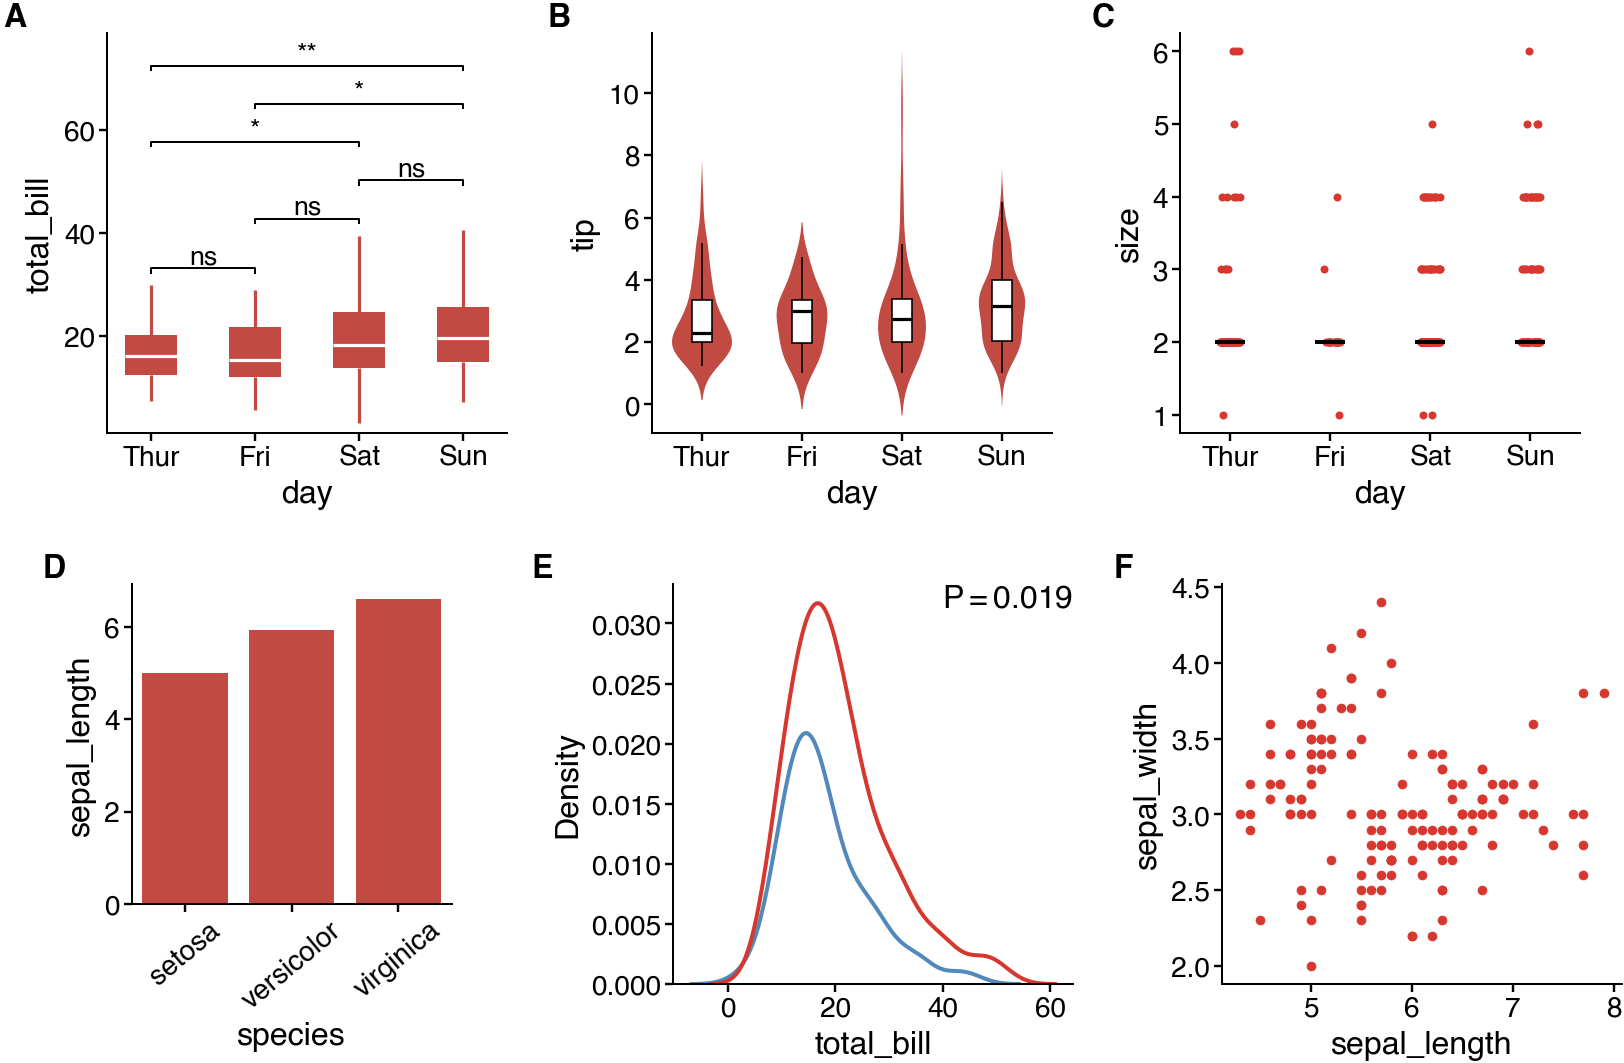 A
**
*
*
ns
ns
ns
60
40
20
total_bill
Thur Fri Sat Sun
day
B
10
8
6
4
2
0
tip
Thur Fri Sat Sun
day
C
6
5
4
3
2
1
size
Thur Fri Sat Sun
day
D
6
4
2
0
sepal_length
setosa versicolor virginica
species
E
P = 0.019
0.030
0.025
0.020
0.015
0.010
0.005
0.000
Density
0 20 40 60
total_bill
F
4.5
4.0
3.5
3.0
2.5
2.0
sepal_width
5 6 7 8
sepal_length